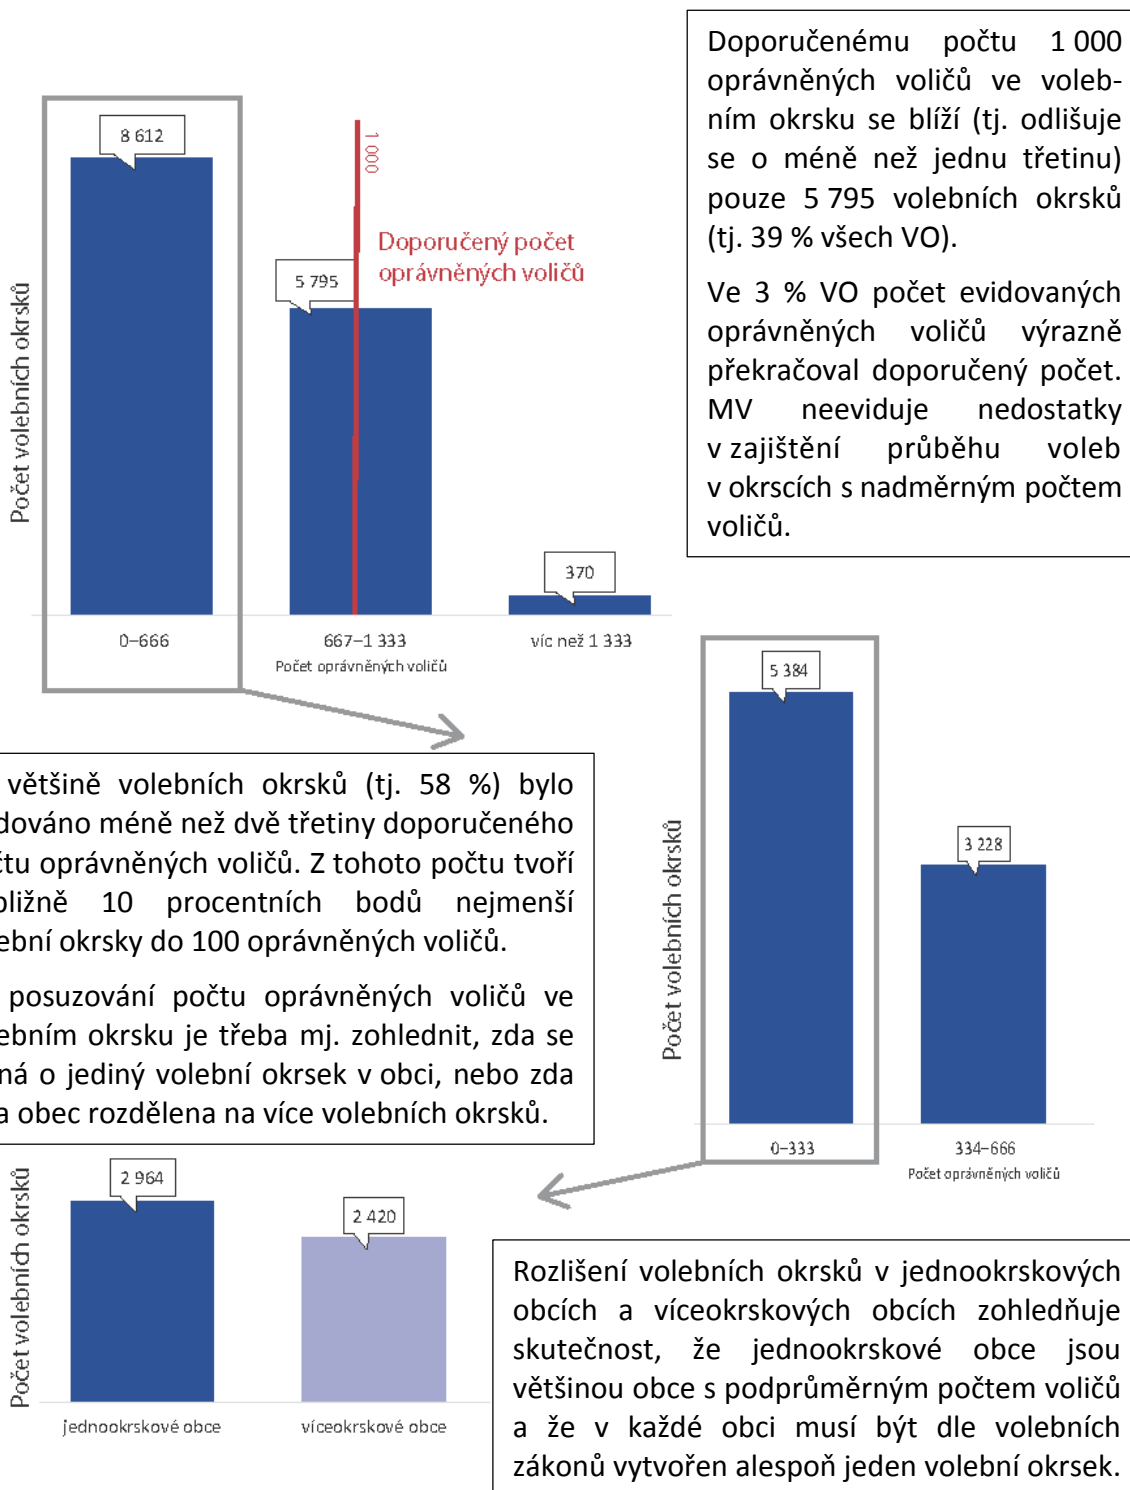 Doporučenému počtu 1 000
oprávněných voličů ve voleb-
ním okrsku se blíží (tj. odlišuje
se o méně než jednu třetinu)
pouze 5 795 volebních okrsků
(tj. 39 % všech VO).
Ve 3 % VO počet evidovaných
oprávněných voličů výrazně
překračoval doporučený počet.
MV neeviduje nedostatky
v zajištění průběhu voleb
v okrscích s nadměrným počtem
voličů.
Počet volebních okrsků
8 612
1 000
Doporučený počet
oprávněných voličů
5 795
370
0–666
667–1 333
víc než 1 333
Počet oprávněných voličů
většině volebních okrsků (tj. 58 %) bylo
dováno méně než dvě třetiny doporučeného
čtu oprávněných voličů. Z tohoto počtu tvoří
bližně 10 procentních bodů nejmenší
ební okrsky do 100 oprávněných voličů.
posuzování počtu oprávněných voličů ve
ebním okrsku je třeba mj. zohlednit, zda se
ná o jediný volební okrsek v obci, nebo zda
a obec rozdělena na více volebních okrsků.
Počet volebních okrsků
5 384
3 228
0–333
334–666
Počet oprávněných voličů
Počet volebních okrsků
2 964
2 420
jednookrskové obce
víceokrskové obce
Rozlišení volebních okrsků v jednookrskových
obcích a víceokrskových obcích zohledňuje
skutečnost, že jednookrskové obce jsou
většinou obce s podprůměrným počtem voličů
a že v každé obci musí být dle volebních
zákonů vytvořen alespoň jeden volební okrsek.